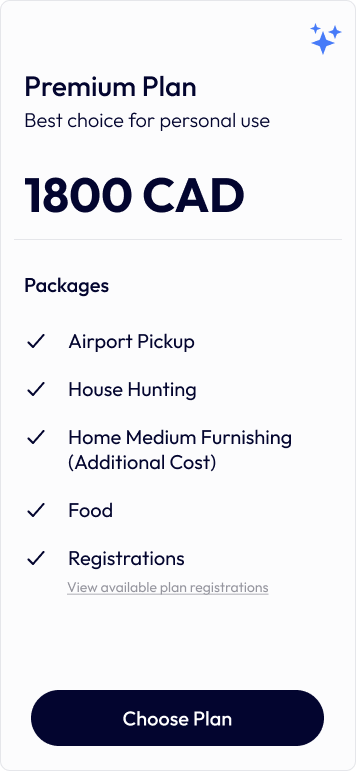 Premium Plan
Best choice for personal use
1800 CAD
Packages
Airport Pickup
House Hunting
Home Medium Furnishing
(Additional Cost)
Food
Registrations
View available plan registrations
Choose Plan